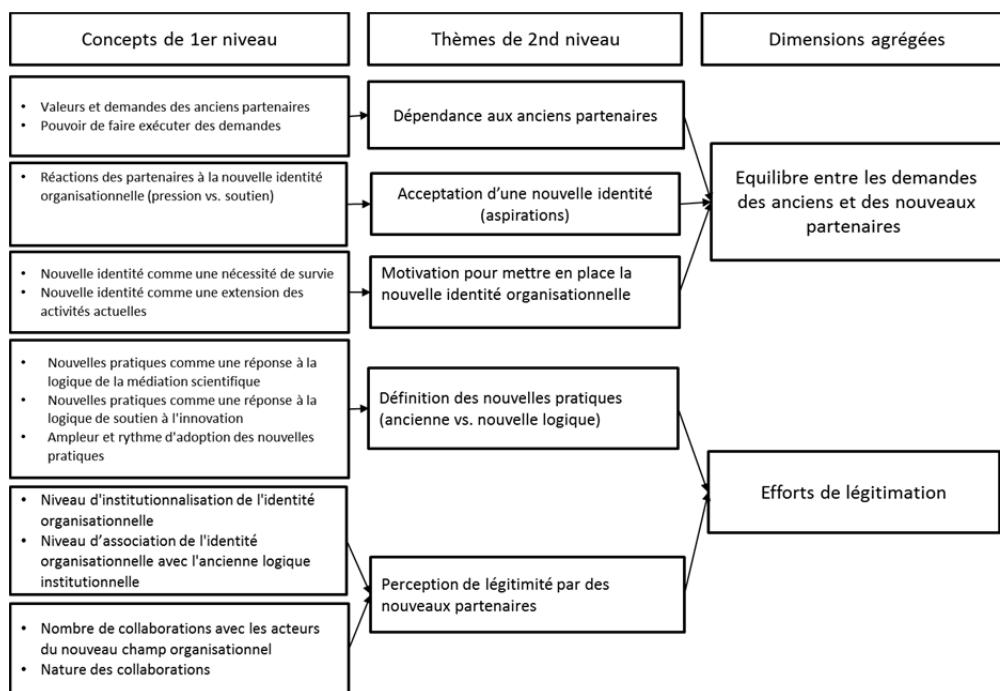 Concepts de 1er niveau
Thèmes de 2nd niveau
Dimensions agrégées
• Valeurs et demandes des anciens partenaires
• Pouvoir de faire exécuter des demandes
Dépendance aux anciens partenaires
• Réactions des partenaires à la nouvelle identité
organisationnelle (pression vs. soutien)
Acceptation d'une nouvelle identité
(aspirations)
Equilibre entre les demandes
des anciens et des nouveaux
partenaires
• Nouvelle identité comme une nécessité de survie
• Nouvelle identité comme une extension des
activités actuelles
Motivation pour mettre en place la
nouvelle identité organisationnelle
• Nouvelles pratiques comme une réponse à la
logique de la médiation scientifique
• Nouvelles pratiques comme une réponse à la
logique de soutien à l'innovation
• Ampleur et rythme d'adoption des nouvelles
pratiques
Définition des nouvelles pratiques
(ancienne vs. nouvelle logique)
• Niveau d'institutionnalisation de l'identité
organisationnelle
• Niveau d'association de l'identité
organisationnelle avec l'ancienne logique
institutionnelle
Efforts de légitimation
Perception de légitimité par des
nouveaux partenaires
• Nombre de collaborations avec les acteurs
du nouveau champ organisationnel
• Nature des collaborations